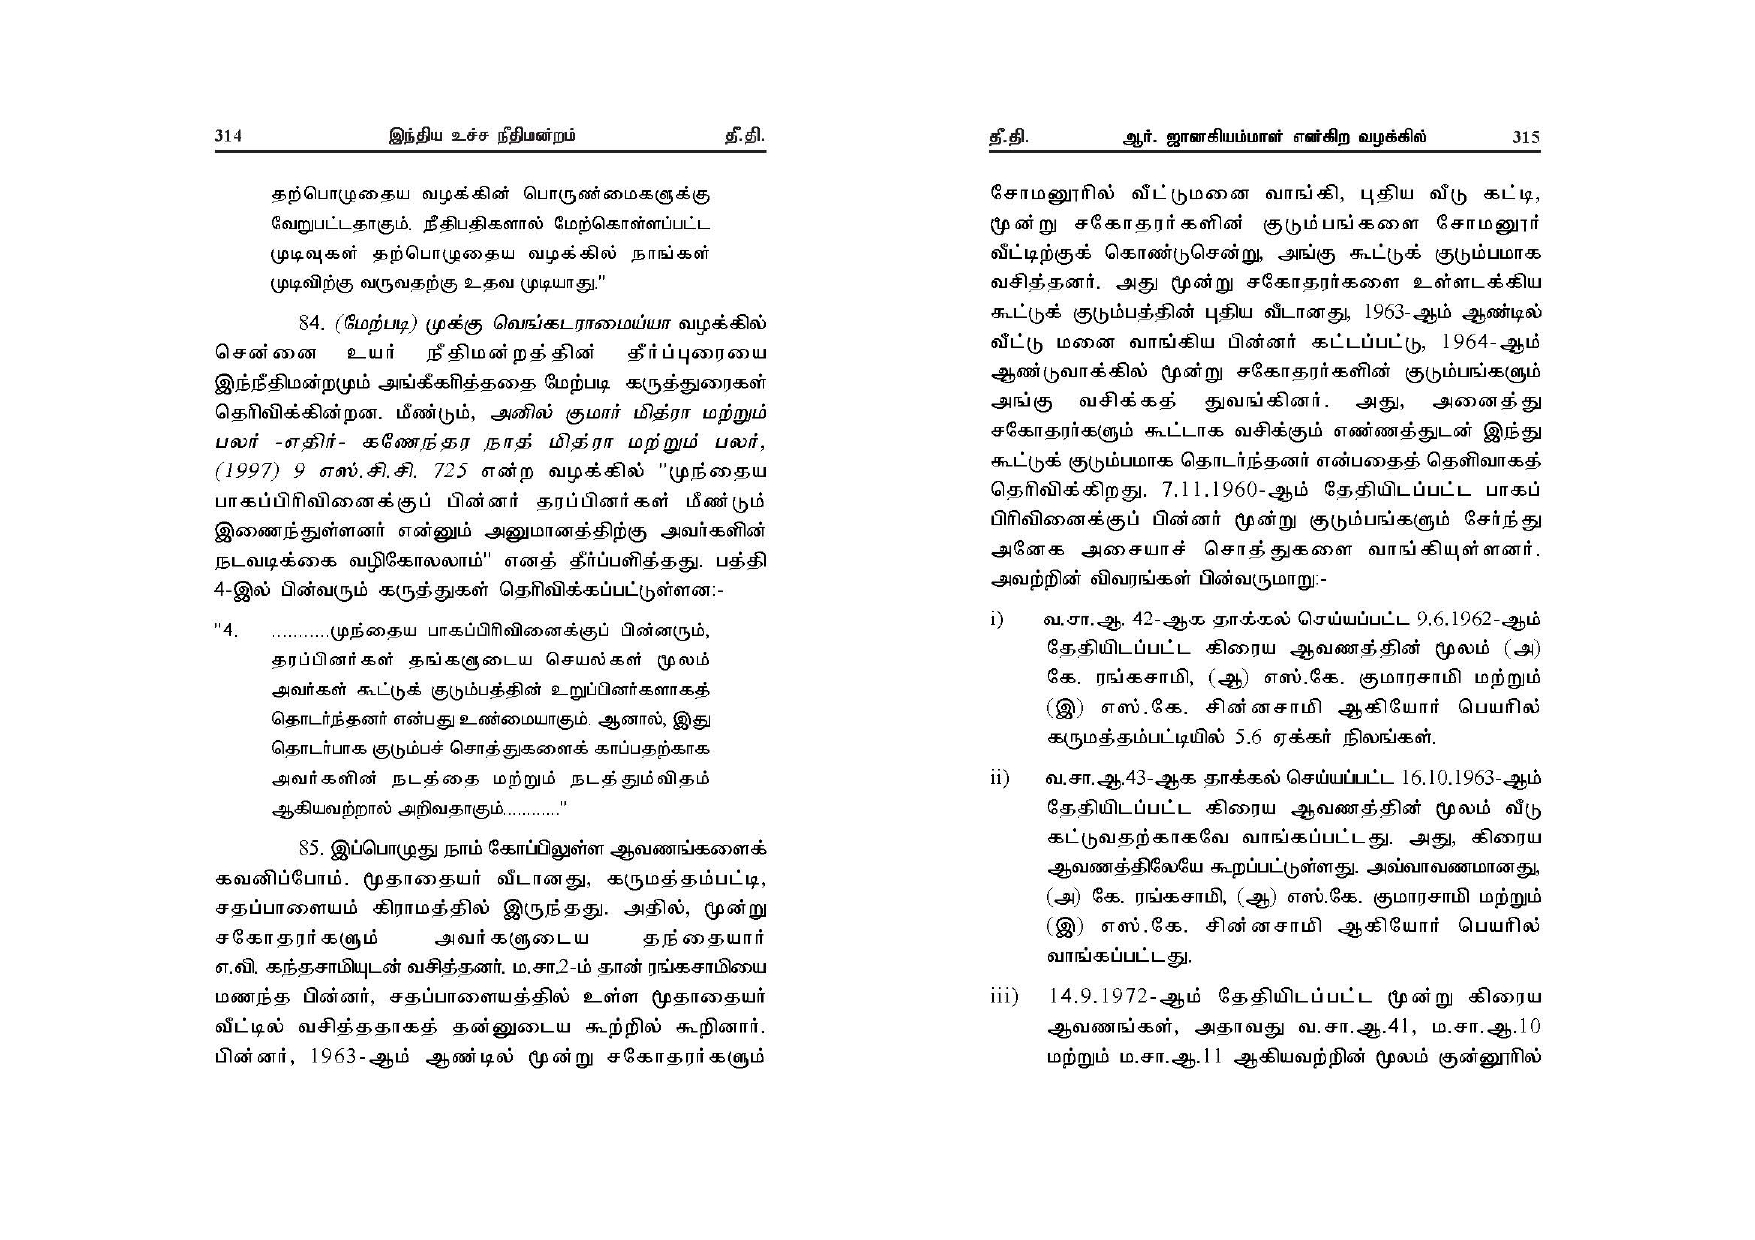 314 இந்திய உச்ச நீதிமன்றம் தீ.தி.
தற்பொழுதைய வழக்கின் பொருண்மைகளுக்கு
வேறுபட்டதாகும். நீதிபதிகளால் மேற்கொள்ளப்பட்ட
முடிவுகள் தற்பொழுதைய வழக்கில் நாங்கள்
முடிவிற்கு வருவதற்கு உதவ முடியாது."
84. (மேற்படி) முக்கு வெங்கடராமைய்யா வழக்கில்
சென்னை உயர் நீதிமன்றத்தின் தீர்ப்புரையை
இந்நீதிமன்றமும் அங்கீகரித்ததை மேற்படி கருத்துரைகள்
தெரிவிக்கின்றன. மீண்டும், அனில் குமார் மித்ரா மற்றும்
பலர் -எதிர்- கணேந்தர நாத் மித்ரா மற்றும் பலர்,
(1997) 9 எஸ்.சி.சி. 725 என்ற வழக்கில் "முந்தைய
பாகப்பிரிவினைக்குப் பின்னர் தரப்பினர்கள் மீண்டும்
இணைந்துள்ளனர் என்னும் அனுமானத்திற்கு அவர்களின்
நடவடிக்கை வழிகோலலாம்" எனத் தீர்ப்பளித்தது. பத்தி
4-இல் பின்வரும் கருத்துகள் தெரிவிக்கப்பட்டுள்ளன:-
"4. ...........முந்தைய பாகப்பிரிவினைக்குப் பின்னரும்,
தரப்பினர்கள் தங்களுடைய செயல்கள் மூலம்
அவர்கள் கூட்டுக் குடும்பத்தின் உறுப்பினர்களாகத்
தொடர்ந்தனர் என்பது உண்மையாகும். ஆனால், இது
தொடர்பாக குடும்பச் சொத்துகளைக் காப்பதற்காக
அவர்களின் நடத்தை மற்றும் நடத்தும்விதம்
ஆகியவற்றால் அறிவதாகும்............"
85. இப்பொழுது நாம் கோப்பிலுள்ள ஆவணங்களைக்
கவனிப்போம். மூதாதையர் வீடானது, கருமத்தம்பட்டி,
சதப்பாளையம் கிராமத்தில் இருந்தது. அதில், மூன்று
சகோதரர்களும் அவர்களுடைய தந்தையார்
எ.வி. கந்தசாமியுடன் வசித்தனர். ம.சா.2-ம் தான் ரங்கசாமியை
மணந்த பின்னர், சதப்பாளையத்தில் உள்ள மூதாதையர்
வீட்டில் வசித்ததாகத் தன்னுடைய கூற்றில் கூறினார்.
பின்னர், 1963-ஆம் ஆண்டில் மூன்று சகோதரர்களும்
தீ.தி. ஆர். ஜானகியம்மாள் என்கிற வழக்கில் 315
சோமனூரில் வீட்டுமனை வாங்கி, புதிய வீடு கட்டி,
மூன்று சகோதரர்களின் குடும்பங்களை சோமனூர்
வீட்டிற்குக் கொண்டுசென்று, அங்கு கூட்டுக் குடும்பமாக
வசித்தனர். அது மூன்று சகோதரர்களை உள்ளடக்கிய
கூட்டுக் குடும்பத்தின் புதிய வீடானது, 1963-ஆம் ஆண்டில்
வீட்டு மனை வாங்கிய பின்னர் கட்டப்பட்டு, 1964-ஆம்
ஆண்டுவாக்கில் மூன்று சகோதரர்களின் குடும்பங்களும்
அங்கு வசிக்கத் துவங்கினர். அது, அனைத்து
சகோதரர்களும் கூட்டாக வசிக்கும் எண்ணத்துடன் இந்து
கூட்டுக் குடும்பமாக தொடர்ந்தனர் என்பதைத் தெளிவாகத்
தெரிவிக்கிறது. 7.11.1960-ஆம் தேதியிடப்பட்ட பாகப்
பிரிவினைக்குப் பின்னர் மூன்று குடும்பங்களும் சேர்ந்து
அனேக அசையாச் சொத்துகளை வாங்கியுள்ளனர்.
அவற்றின் விவரங்கள் பின்வருமாறு:-
i) வ.சா.ஆ. 42-ஆக தாக்கல் செய்யப்பட்ட 9.6.1962-ஆம்
தேதியிடப்பட்ட கிரைய ஆவணத்தின் மூலம் (அ)
கே. ரங்கசாமி, (ஆ) எஸ்.கே. குமாரசாமி மற்றும்
(இ) எஸ்.கே. சின்னசாமி ஆகியோர் பெயரில்
கருமத்தம்பட்டியில் 5.6 ஏக்கர் நிலங்கள்.
ii) வ.சா.ஆ.43-ஆக தாக்கல் செய்யப்பட்ட 16.10.1963-ஆம்
தேதியிடப்பட்ட கிரைய ஆவணத்தின் மூலம் வீடு
கட்டுவதற்காகவே வாங்கப்பட்டது. அது, கிரைய
ஆவணத்திலேயே கூறப்பட்டுள்ளது. அவ்வாவணமானது,
(அ) கே. ரங்கசாமி, (ஆ) எஸ்.கே. குமாரசாமி மற்றும்
(இ) எஸ்.கே. சின்னசாமி ஆகியோர் பெயரில்
வாங்கப்பட்டது.
iii) 14.9.1972-ஆம் தேதியிடப்பட்ட மூன்று கிரைய
ஆவணங்கள், அதாவது வ.சா.ஆ.41, ம.சா.ஆ.10
மற்றும் ம.சா.ஆ.11 ஆகியவற்றின் மூலம் குன்னூரில்